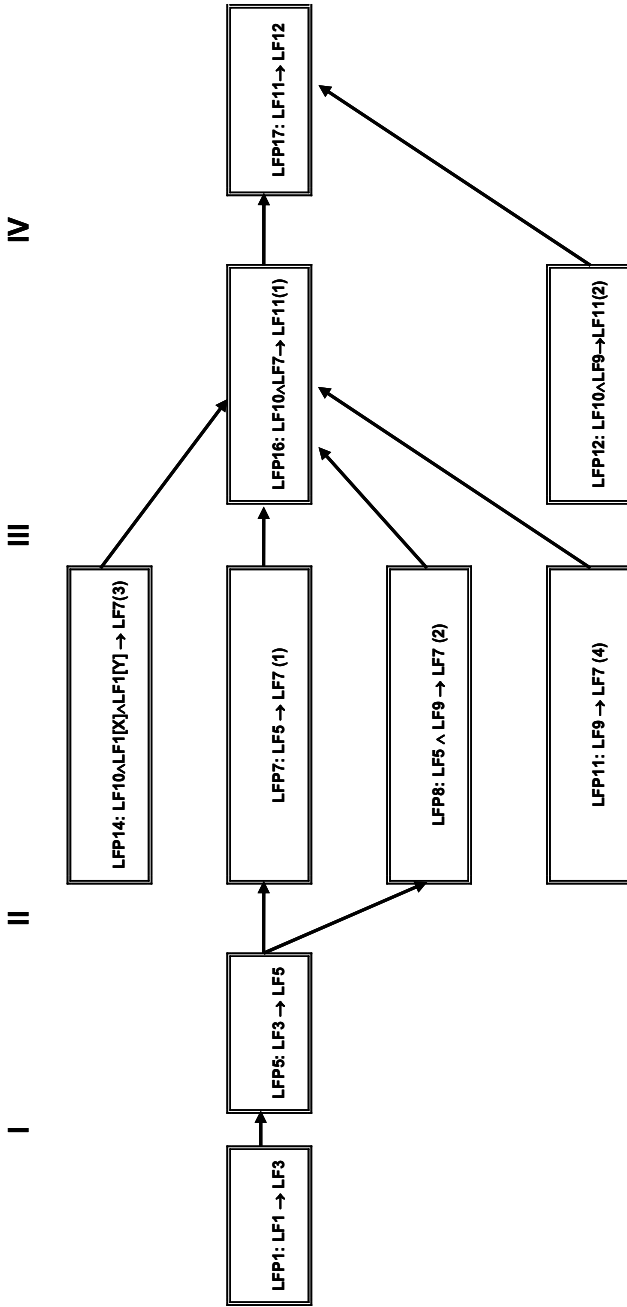 I
II
III
IV
LFP1: LF1 → LF3
LFP5: LF3 → LF5
LFP14: LF10∧LF1[X]∧LF1[Y] → LF7(3)
LFP7: LF5 → LF7 (1)
LFP8: LF5 ∧ LF9 → LF7 (2)
LFP11: LF9 → LF7 (4)
LFP16: LF10∧LF7→ LF11(1)
LFP12: LF10∧LF9→LF11(2)
LFP17: LF11→ LF12